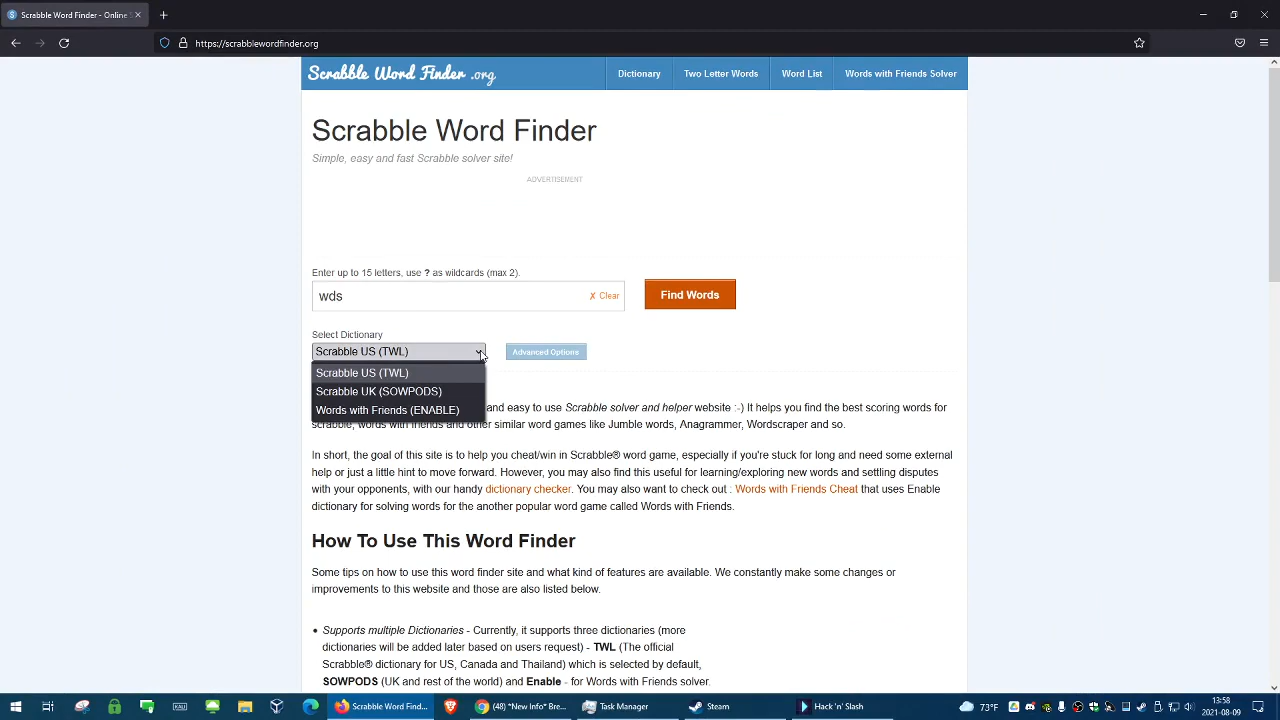 Scrabble Word Finder - Online S
https://scrabblewordfinder.org
Scrabble Word Finder .org
Dictionary
Two Letter Words
Word List
Words with Friends Solver
Scrabble Word Finder
Simple, easy and fast Scrabble solver site!
ADVERTISEMENT
Enter up to 15 letters, use ? as wildcards (max 2).
wds
✗ Clear
Find Words
Select Dictionary
Scrabble US (TWL)
Advanced Options
Scrabble US (TWL)
Scrabble UK (SOWPODS)
Words with Friends (ENABLE)
and easy to use Scrabble solver and helper website :-) It helps you find the best scoring words for
scrabble, words with friends and other similar word games like Jumble words, Anagrammer, Wordscraper and so.
In short, the goal of this site is to help you cheat/win in Scrabble® word game, especially if you're stuck for long and need some external
help or just a little hint to move forward. However, you may also find this useful for learning/exploring new words and settling disputes
with your opponents, with our handy dictionary checker. You may also want to check out : Words with Friends Cheat that uses Enable
dictionary for solving words for the another popular word game called Words with Friends.
How To Use This Word Finder
Some tips on how to use this word finder site and what kind of features are available. We constantly make some changes or
improvements to this website and those are also listed below.
• Supports multiple Dictionaries - Currently, it supports three dictionaries (more
dictionaries will be added later based on users request) - TWL (The official
Scrabble® dictionary for US, Canada and Thailand) which is selected by default,
SOWPODS (UK and rest of the world) and Enable - for Words with Friends solver.
Scrabble Word Find...
(48) *New Info* Bre...
Task Manager
Steam
Hack 'n' Slash
73°F
13:58
2021-08-09